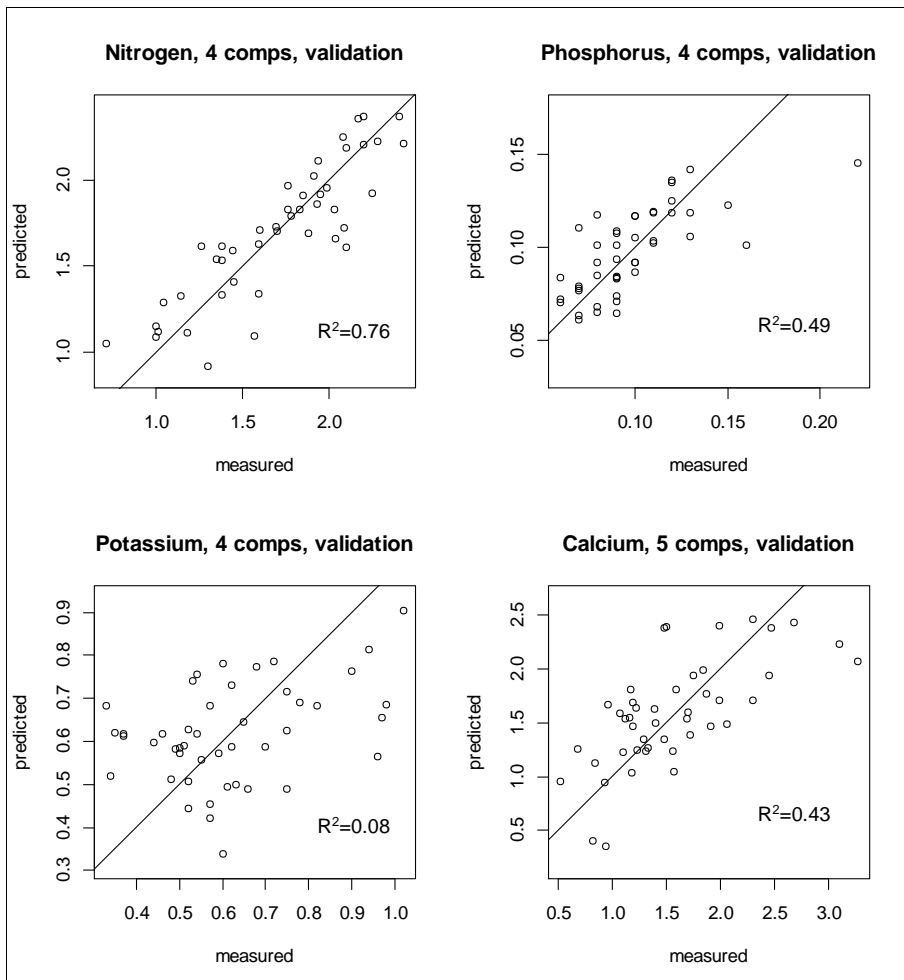 Nitrogen, 4 comps, validation
predicted
2.0
1.5
1.0
R²=0.76
1.0 1.5 2.0
measured
Phosphorus, 4 comps, validation
predicted
0.15
0.10
0.05
R²=0.49
0.10 0.15 0.20
measured
Potassium, 4 comps, validation
predicted
0.9
0.8
0.7
0.6
0.5
0.4
0.3
R²=0.08
0.4 0.5 0.6 0.7 0.8 0.9 1.0
measured
Calcium, 5 comps, validation
predicted
2.5
2.0
1.5
1.0
0.5
R²=0.43
0.5 1.0 1.5 2.0 2.5 3.0
measured